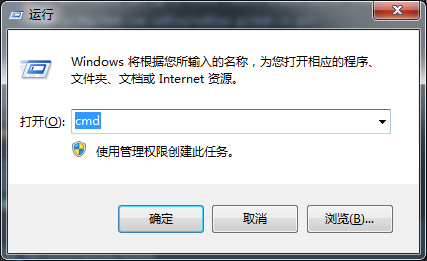 运行
Windows 将根据您所输入的名称，为您打开相应的程序、
文件夹、文档或 Internet 资源。
打开(O): cmd
使用管理权限创建此任务。
确定 取消 浏览(B)...